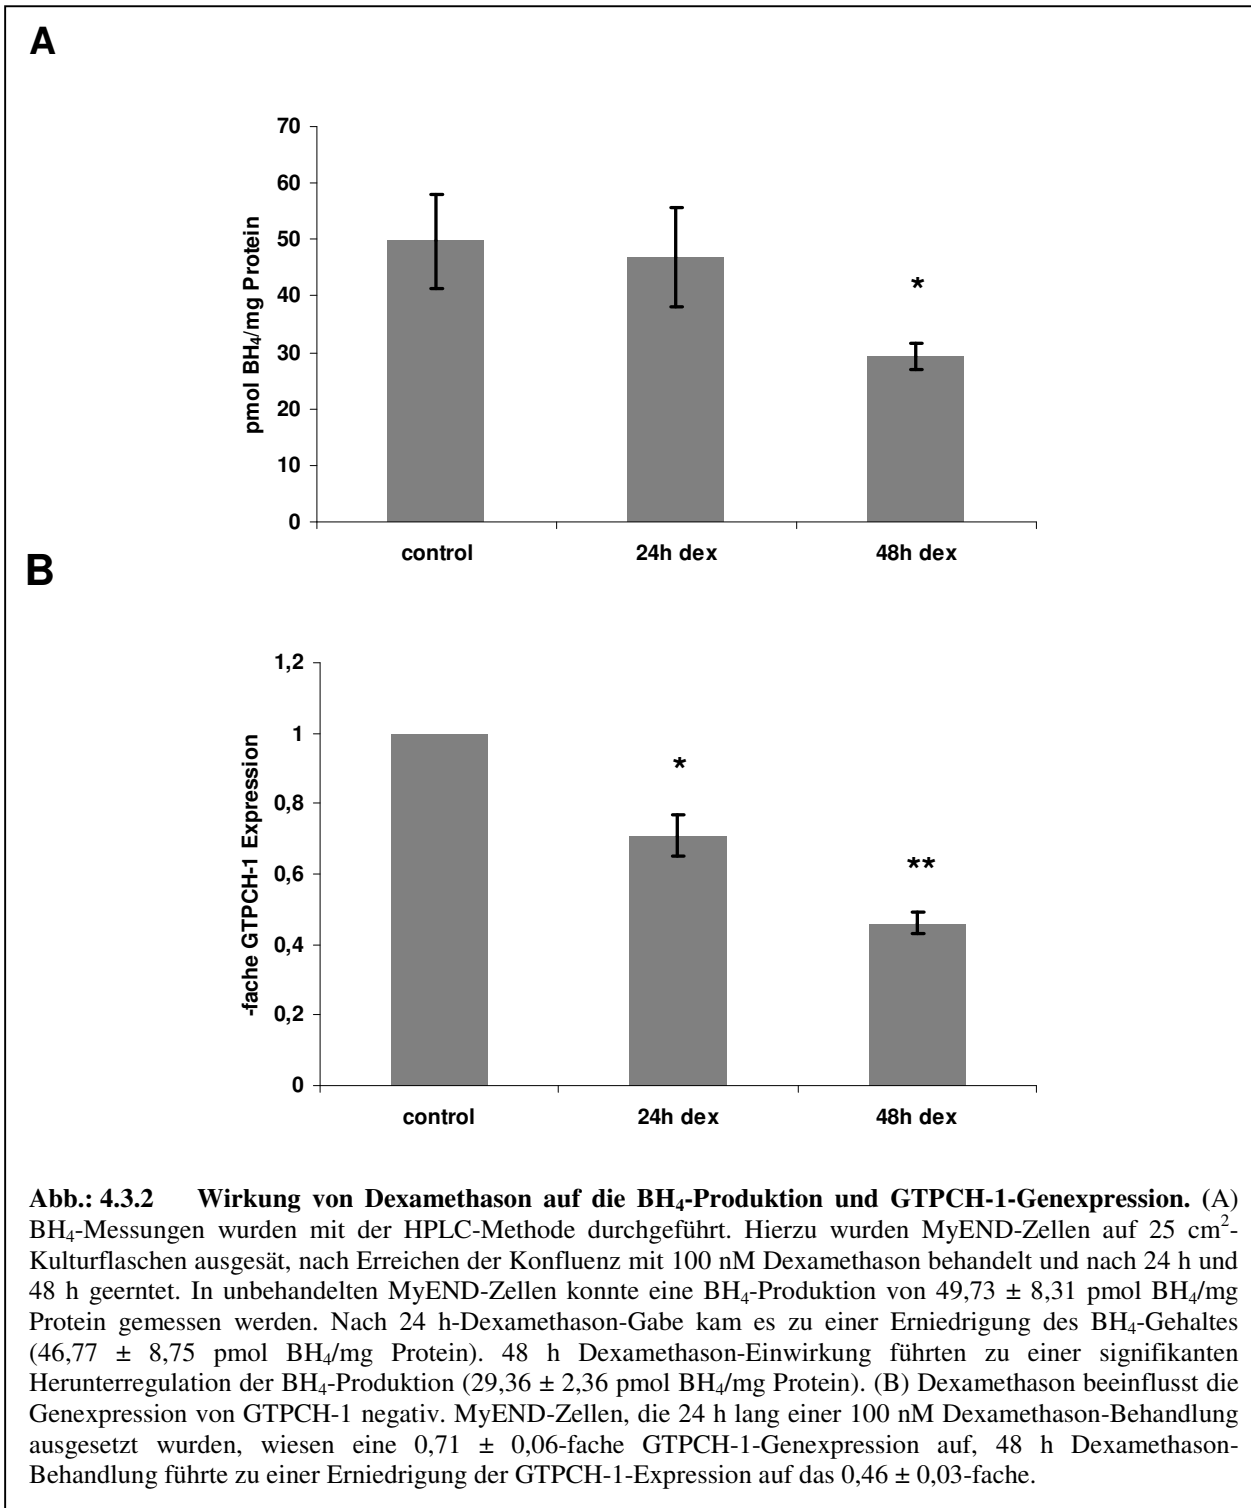 A
70
60
50
40
30
20
10
0
pmol BH₄/mg Protein
*
control 24h dex 48h dex
B
1,2
1
0,8
0,6
0,4
0,2
0
-fache GTPCH-1 Expression
*
**
control 24h dex 48h dex
Abb.: 4.3.2 Wirkung von Dexamethason auf die BH₄-Produktion und GTPCH-1-Genexpression. (A)
BH₄-Messungen wurden mit der HPLC-Methode durchgeführt. Hierzu wurden MyEND-Zellen auf 25 cm²-
Kulturflaschen ausgesät, nach Erreichen der Konfluenz mit 100 nM Dexamethason behandelt und nach 24 h und
48 h geerntet. In unbehandelten MyEND-Zellen konnte eine BH₄-Produktion von 49,73 ± 8,31 pmol BH₄/mg
Protein gemessen werden. Nach 24 h-Dexamethason-Gabe kam es zu einer Erniedrigung des BH₄-Gehaltes
(46,77 ± 8,75 pmol BH₄/mg Protein). 48 h Dexamethason-Einwirkung führten zu einer signifikanten
Herunterregulation der BH₄-Produktion (29,36 ± 2,36 pmol BH₄/mg Protein). (B) Dexamethason beeinflusst die
Genexpression von GTPCH-1 negativ. MyEND-Zellen, die 24 h lang einer 100 nM Dexamethason-Behandlung
ausgesetzt wurden, wiesen eine 0,71 ± 0,06-fache GTPCH-1-Genexpression auf, 48 h Dexamethason-
Behandlung führte zu einer Erniedrigung der GTPCH-1-Expression auf das 0,46 ± 0,03-fache.